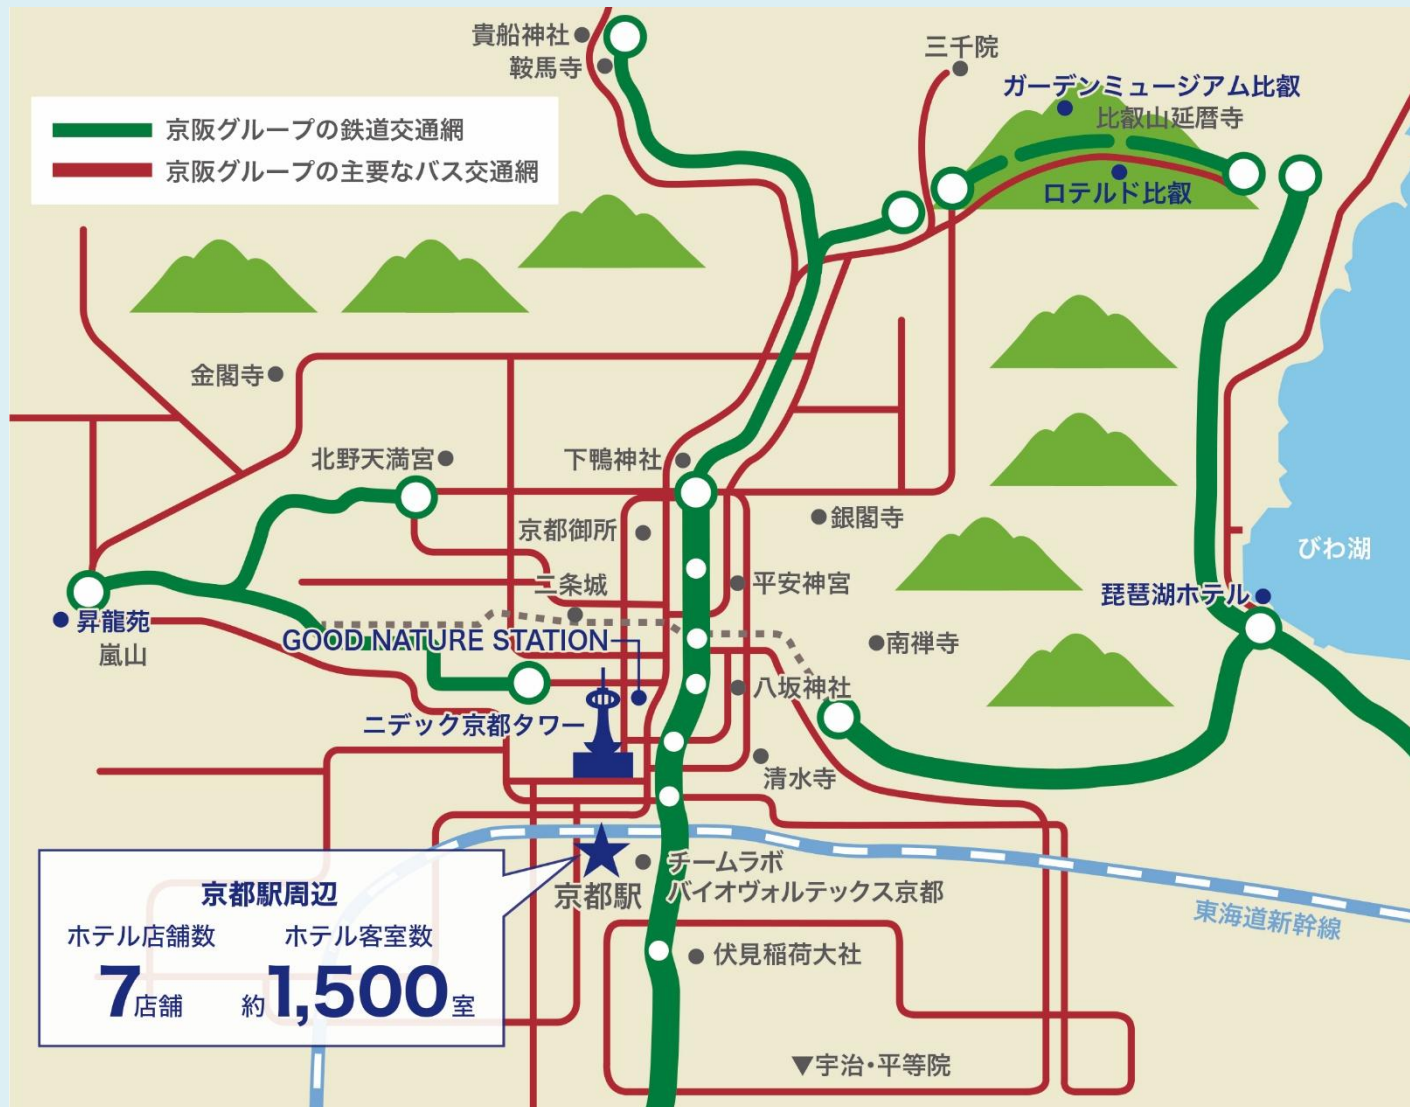 貴船神社
鞍馬寺
三千院
ガーデンミュージアム比叡
比叡山延暦寺
京阪グループの鉄道交通網
京阪グループの主要なバス交通網
ロテルド比叡
金閣寺
北野天満宮
下鴨神社
銀閣寺
京都御所
びわ湖
二条城
平安神宮
琵琶湖ホテル
昇龍苑
嵐山
GOOD NATURE STATION
南禅寺
八坂神社
ニデック京都タワー
清水寺
京都駅
チームラボ
バイオヴォルテックス京都
京都駅周辺
ホテル店舗数 ホテル客室数
7店舗 約1,500室
東海道新幹線
伏見稲荷大社
▼宇治・平等院